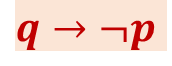 q → ¬p